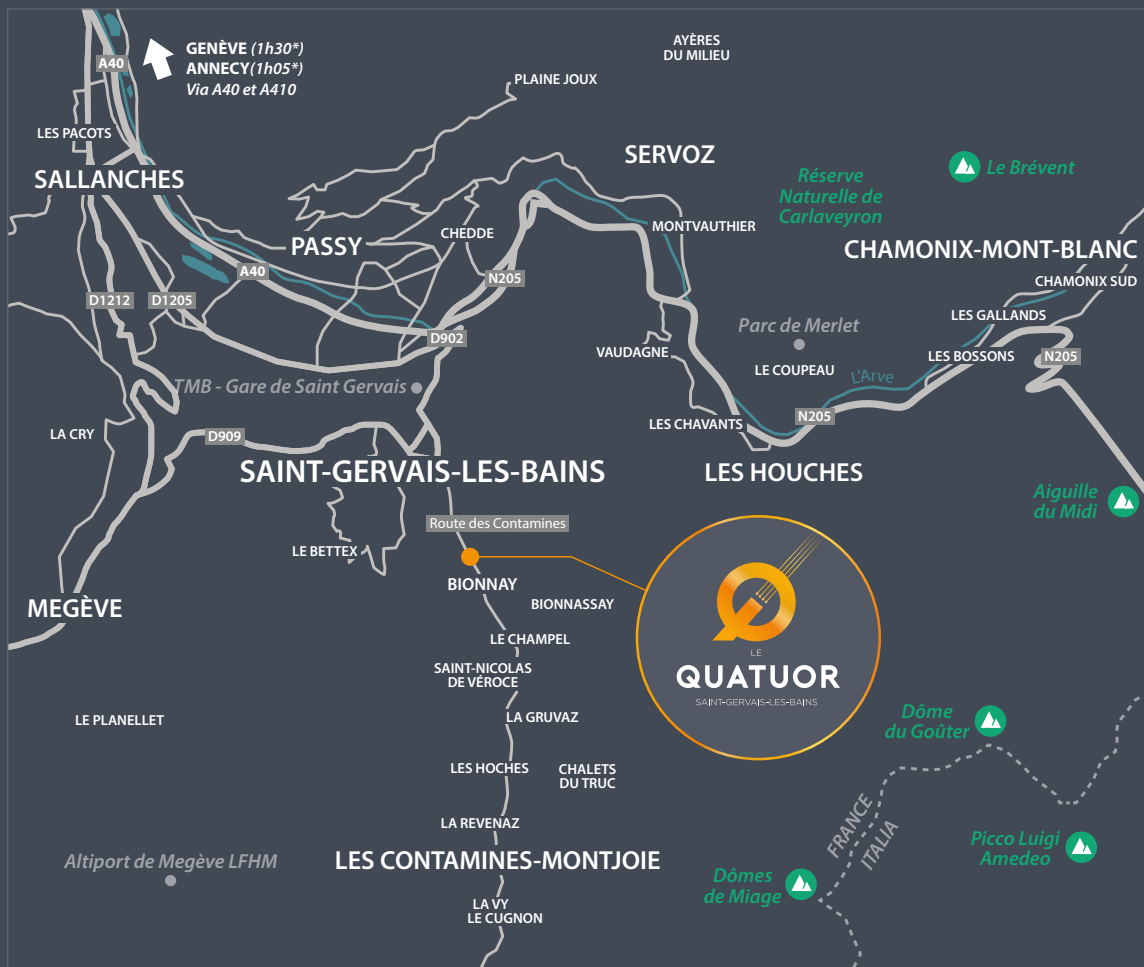 GENÈVE (1h30*)
ANNECY (1h05*)
Via A40 et A410
A40
AYÈRES
DU MILIEU
PLAINE JOUX
LES PACOTS
SALLANCHES
SERVOZ
Le Brévent
Réserve
Naturelle de
Carlaveyron
PASSY
CHEDDE
MONTVAUTHIER
CHAMONIX-MONT-BLANC
CHAMONIX SUD
A40
N205
D1212
D1205
LES GALLANDS
Parc de Merlet
D902
VAUDAGNE
LES BOSSONS
N205
LE COUPEAU
L'Arve
TMB - Gare de Saint Gervais
N205
LES CHAVANTS
LA CRY
D909
SAINT-GERVAIS-LES-BAINS
LES HOUCHES
Aiguille
du Midi
Route des Contamines
LE BETTEX
BIONNAY
BIONNASSAY
MEGÈVE
LE CHAMPEL
LE
QUATUOR
SAINT-GERVAIS-LES-BAINS
SAINT-NICOLAS
DE VÉROCE
LE PLANELLET
LA GRUVAZ
Dôme
du Goûter
LES HOCHES
CHALETS
DU TRUC
LA REVENAZ
FRANCE
ITALIA
Picco Luigi
Amedeo
Altiport de Megève LFHM
LES CONTAMINES-MONTJOIE
Dômes
de Miage
LA VY
LE CUGNON